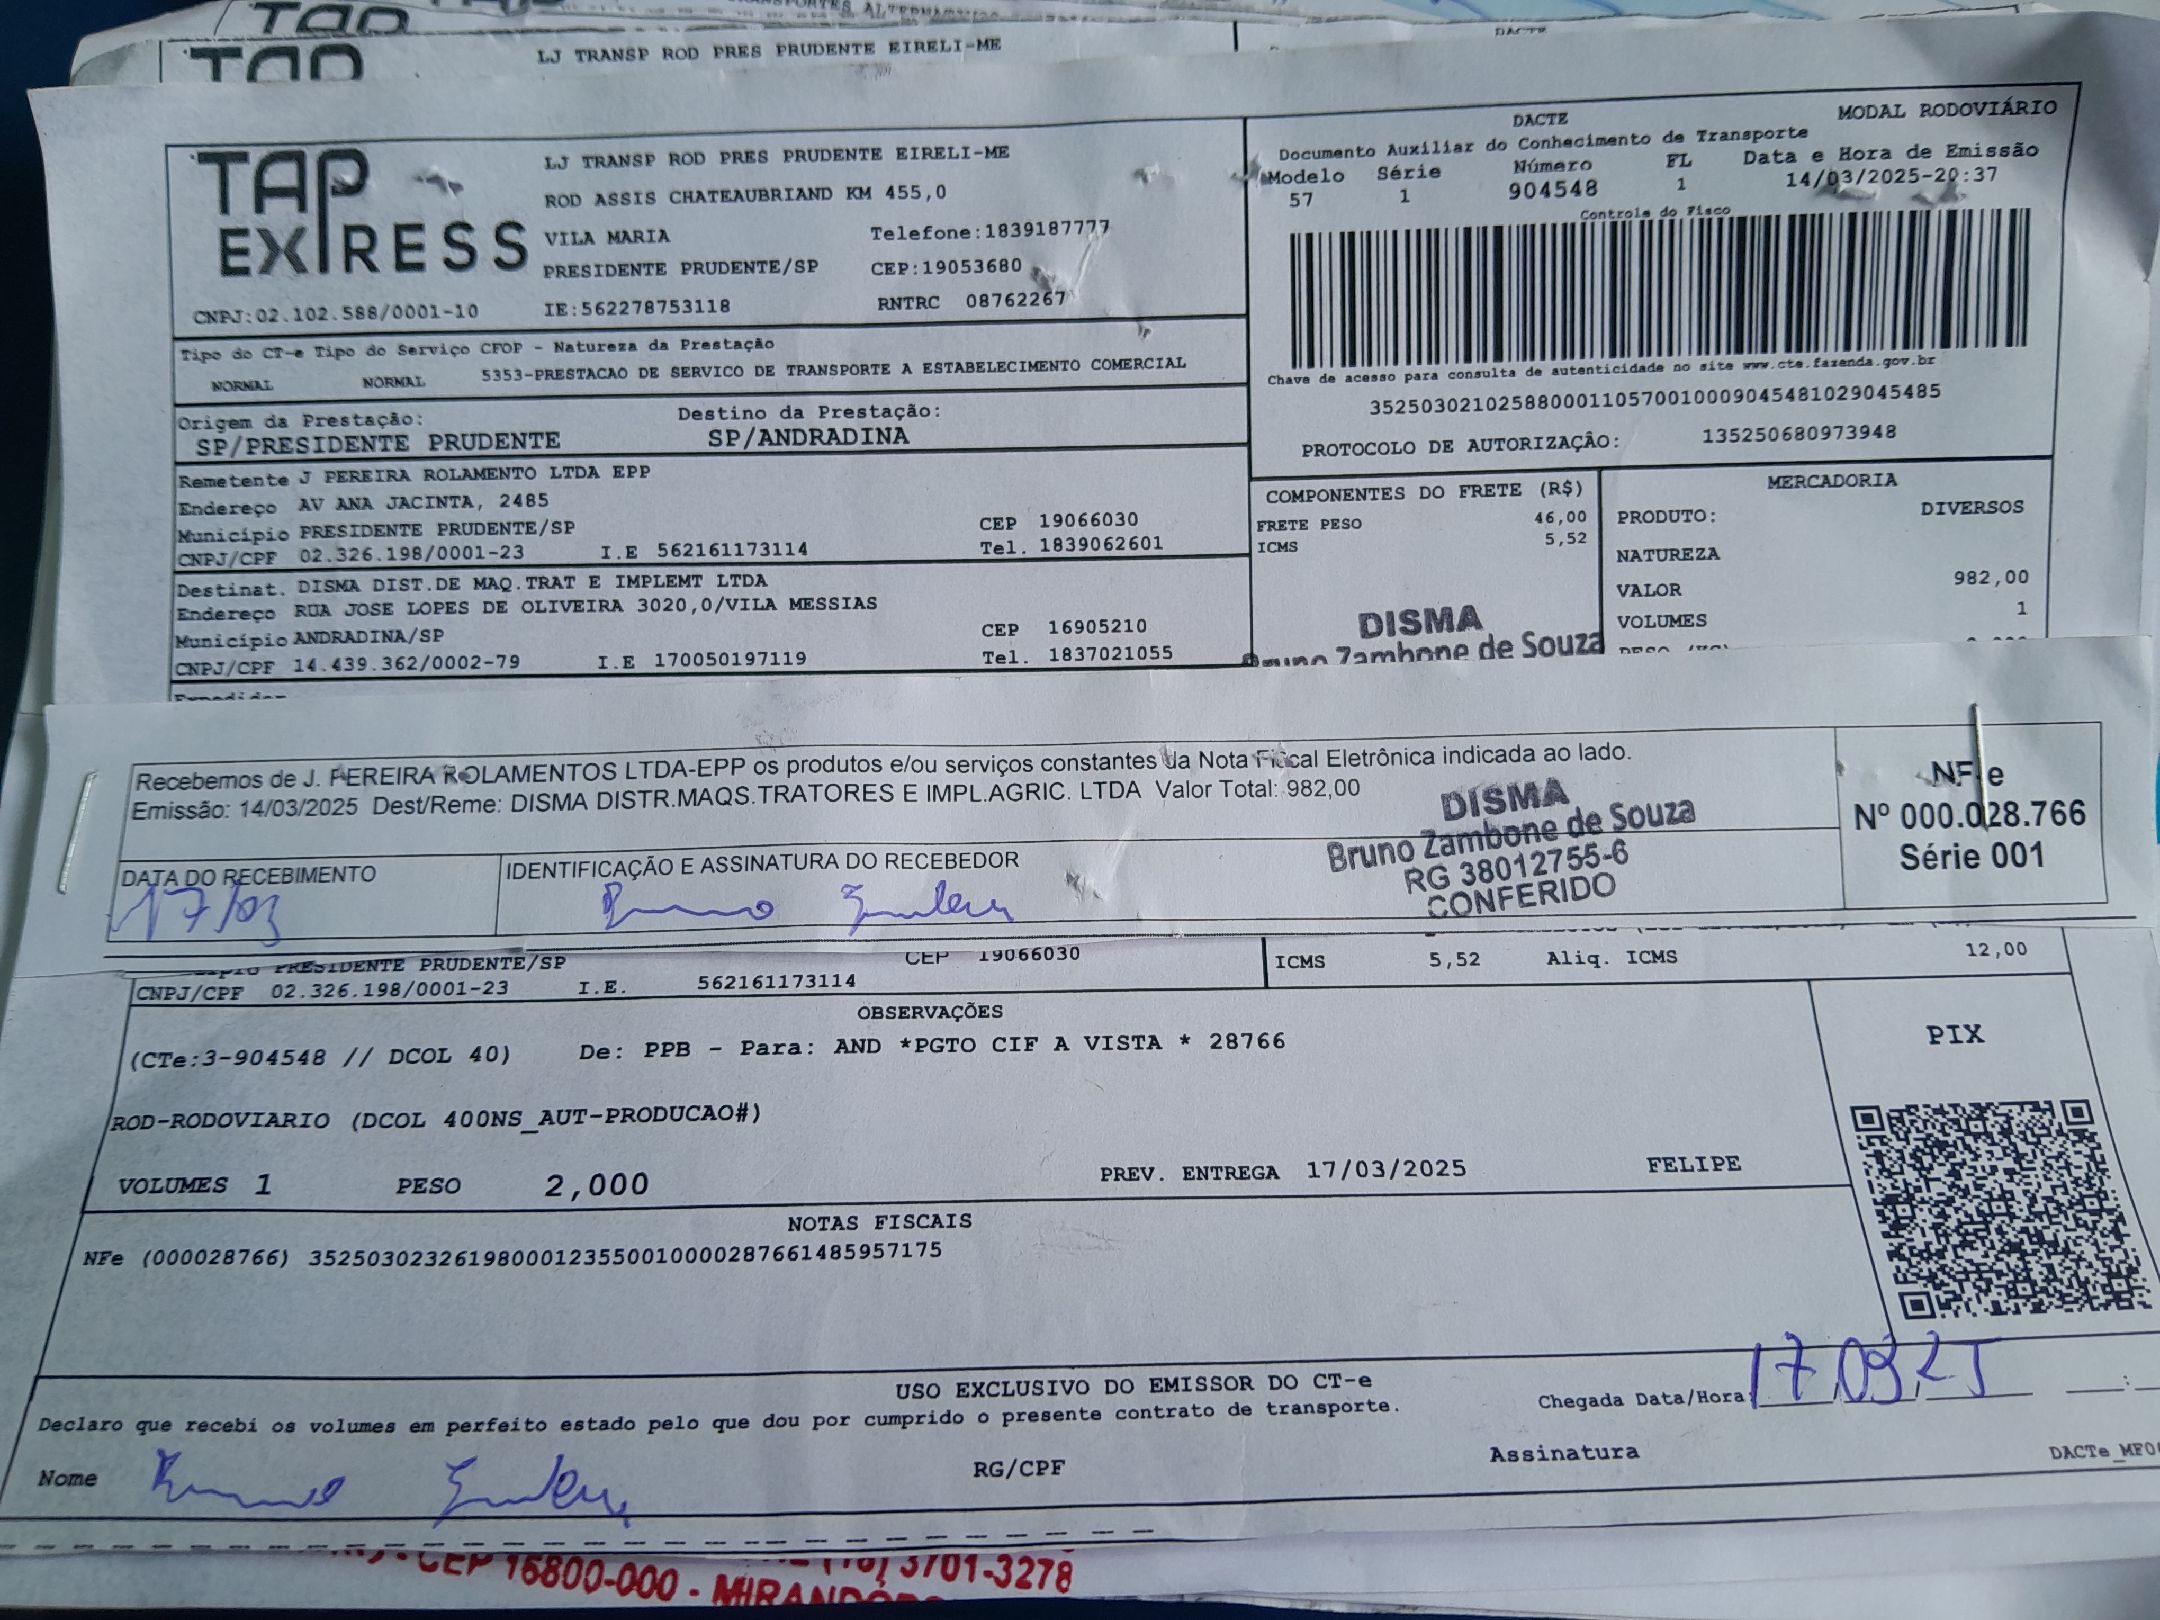 TAP
LJ TRANSP ROD PRES PRUDENTE EIRELI-ME
DACTE
MODAL RODOVIÁRIO
TAP EXPRESS
CNPJ:02.102.588/0001-10
LJ TRANSP ROD PRES PRUDENTE EIRELI-ME
ROD ASSIS CHATEAUBRIAND KM 455,0
VILA MARIA Telefone:1839187777
PRESIDENTE PRUDENTE/SP CEP:19053680
IE:562278753118 RNTRC 08762267
DACTE
Documento Auxiliar do Conhecimento de Transporte
Modelo Série Número FL Data e Hora de Emissão
57 1 904548 1 14/03/2025-20:37
Controle do Fisco
Chave de acesso para consulta de autenticidade no site www.cte.fazenda.gov.br
35250302102588000110570010009045481029045485
PROTOCOLO DE AUTORIZAÇÃO: 135250680973948
Tipo do CT-e Tipo do Serviço CFOP - Natureza da Prestação
NORMAL NORMAL 5353-PRESTACAO DE SERVICO DE TRANSPORTE A ESTABELECIMENTO COMERCIAL
Origem da Prestação: Destino da Prestação:
SP/PRESIDENTE PRUDENTE SP/ANDRADINA
Remetente J PEREIRA ROLAMENTO LTDA EPP
Endereço AV ANA JACINTA, 2485
Município PRESIDENTE PRUDENTE/SP CEP 19066030
CNPJ/CPF 02.326.198/0001-23 I.E 562161173114 Tel. 1839062601
Destinat. DISMA DIST.DE MAQ.TRAT E IMPLEMT LTDA
Endereço RUA JOSE LOPES DE OLIVEIRA 3020,0/VILA MESSIAS
Município ANDRADINA/SP CEP 16905210
CNPJ/CPF 14.439.362/0002-79 I.E 170050197119 Tel. 1837021055
COMPONENTES DO FRETE (R$)
FRETE PESO 46,00
ICMS 5,52
MERCADORIA
PRODUTO: DIVERSOS
NATUREZA
VALOR 982,00
VOLUMES 1
DISMA
Bruno Zambone de Souza
Recebemos de J. PEREIRA ROLAMENTOS LTDA-EPP os produtos e/ou serviços constantes da Nota Fiscal Eletrônica indicada ao lado.
Emissão: 14/03/2025 Dest/Reme: DISMA DISTR.MAQS.TRATORES E IMPL.AGRIC. LTDA Valor Total: 982,00
DATA DO RECEBIMENTO IDENTIFICAÇÃO E ASSINATURA DO RECEBEDOR
17/03
DISMA
Bruno Zambone de Souza
RG 38012755-6
CONFERIDO
NF-e
Nº 000.028.766
Série 001
PRESIDENTE PRUDENTE/SP CEP 19066030
CNPJ/CPF 02.326.198/0001-23 I.E. 562161173114
ICMS 5,52 Aliq. ICMS 12,00
OBSERVAÇÕES
(CTe:3-904548 // DCOL 40) De: PPB - Para: AND *PGTO CIF A VISTA * 28766
ROD-RODOVIARIO (DCOL 400NS_AUT-PRODUCAO#)
VOLUMES 1 PESO 2,000 PREV. ENTREGA 17/03/2025 FELIPE
PIX
NOTAS FISCAIS
NFe (000028766) 35250302326198000123550010000287661485957175
USO EXCLUSIVO DO EMISSOR DO CT-e
Declaro que recebi os volumes em perfeito estado pelo que dou por cumprido o presente contrato de transporte.
Chegada Data/Hora: 17 03 25
Nome RG/CPF Assinatura
CEP 16800-000 - 3701-3278